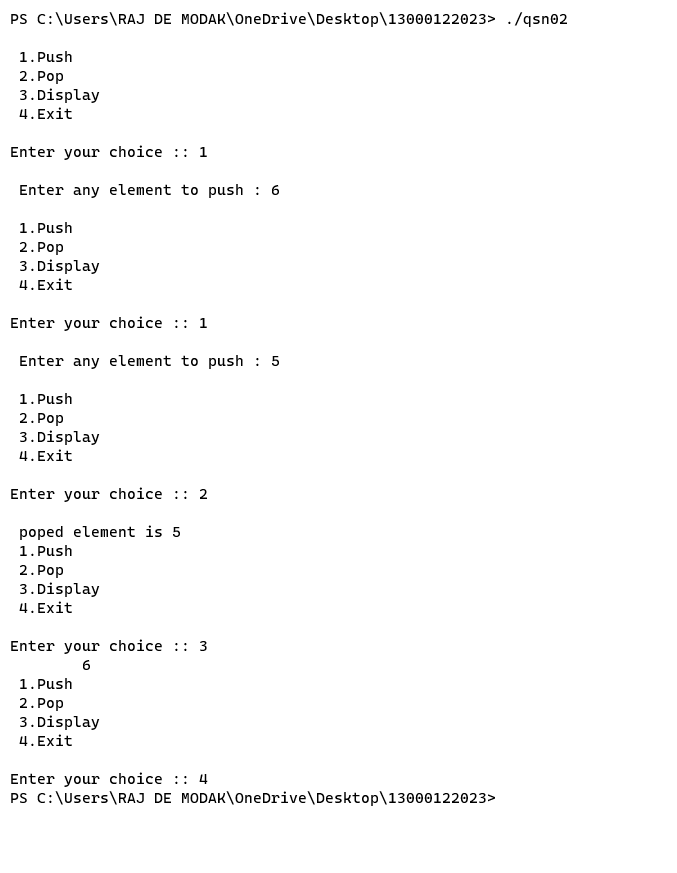 PS C:\Users\RAJ DE MODAK\OneDrive\Desktop\13000122023> ./qsn02
1.Push
2.Pop
3.Display
4.Exit
Enter your choice :: 1
Enter any element to push : 6
1.Push
2.Pop
3.Display
4.Exit
Enter your choice :: 1
Enter any element to push : 5
1.Push
2.Pop
3.Display
4.Exit
Enter your choice :: 2
poped element is 5
1.Push
2.Pop
3.Display
4.Exit
Enter your choice :: 3
6
1.Push
2.Pop
3.Display
4.Exit
Enter your choice :: 4
PS C:\Users\RAJ DE MODAK\OneDrive\Desktop\13000122023>